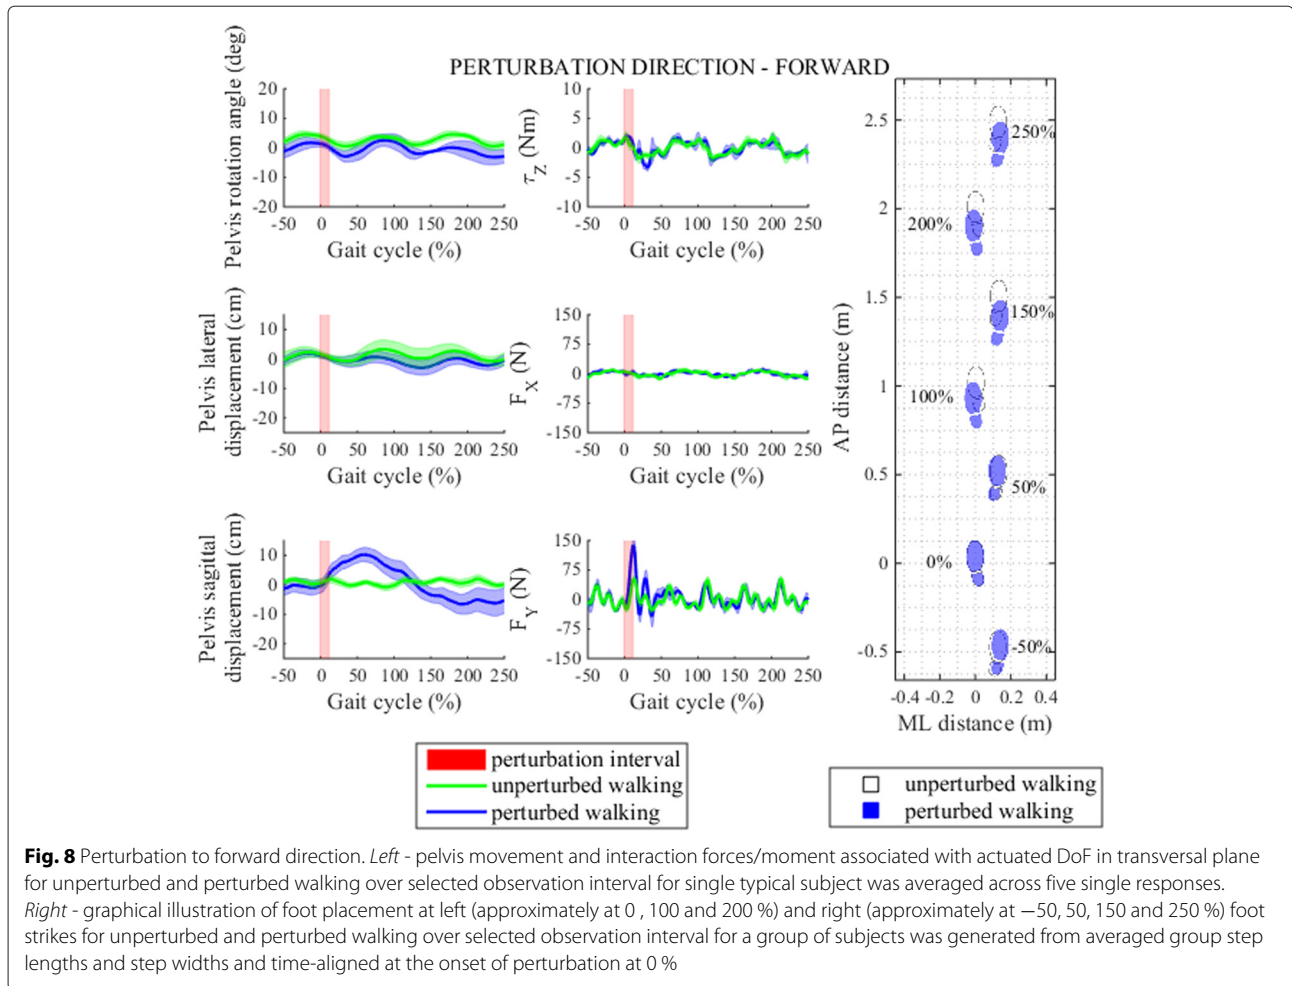 PERTURBATION DIRECTION - FORWARD
Pelvis rotation angle (deg)
20
10
0
-10
-20
-50 0 50 100 150 200 250
Gait cycle (%)
τZ (Nm)
10
5
0
-5
-10
-50 0 50 100 150 200 250
Gait cycle (%)
Pelvis lateral
displacement (cm)
10
0
-10
-20
-50 0 50 100 150 200 250
Gait cycle (%)
FX (N)
150
75
0
-75
-150
-50 0 50 100 150 200 250
Gait cycle (%)
Pelvis sagittal
displacement (cm)
10
0
-10
-20
-50 0 50 100 150 200 250
Gait cycle (%)
FY (N)
150
75
0
-75
-150
-50 0 50 100 150 200 250
Gait cycle (%)
AP distance (m)
2.5
2
1.5
1
0.5
0
-0.5
250%
200%
150%
100%
50%
0%
-50%
-0.4 -0.2 0 0.2 0.4
ML distance (m)
perturbation interval
unperturbed walking
perturbed walking
unperturbed walking
perturbed walking
Fig. 8 Perturbation to forward direction. Left - pelvis movement and interaction forces/moment associated with actuated DoF in transversal plane
for unperturbed and perturbed walking over selected observation interval for single typical subject was averaged across five single responses.
Right - graphical illustration of foot placement at left (approximately at 0 , 100 and 200 %) and right (approximately at −50, 50, 150 and 250 %) foot
strikes for unperturbed and perturbed walking over selected observation interval for a group of subjects was generated from averaged group step
lengths and step widths and time-aligned at the onset of perturbation at 0 %